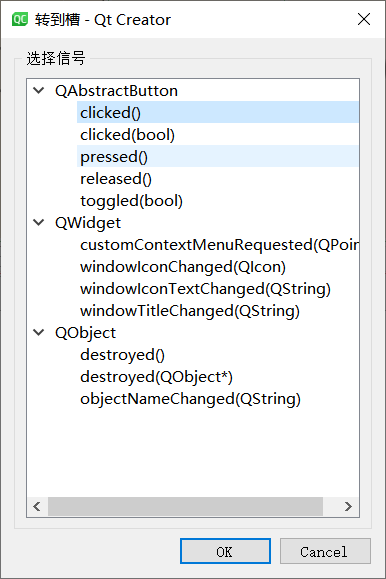 QC 转到槽 - Qt Creator
选择信号
QAbstractButton
clicked()
clicked(bool)
pressed()
released()
toggled(bool)
QWidget
customContextMenuRequested(QPoin
windowIconChanged(QIcon)
windowIconTextChanged(QString)
windowTitleChanged(QString)
QObject
destroyed()
destroyed(QObject*)
objectNameChanged(QString)
OK Cancel